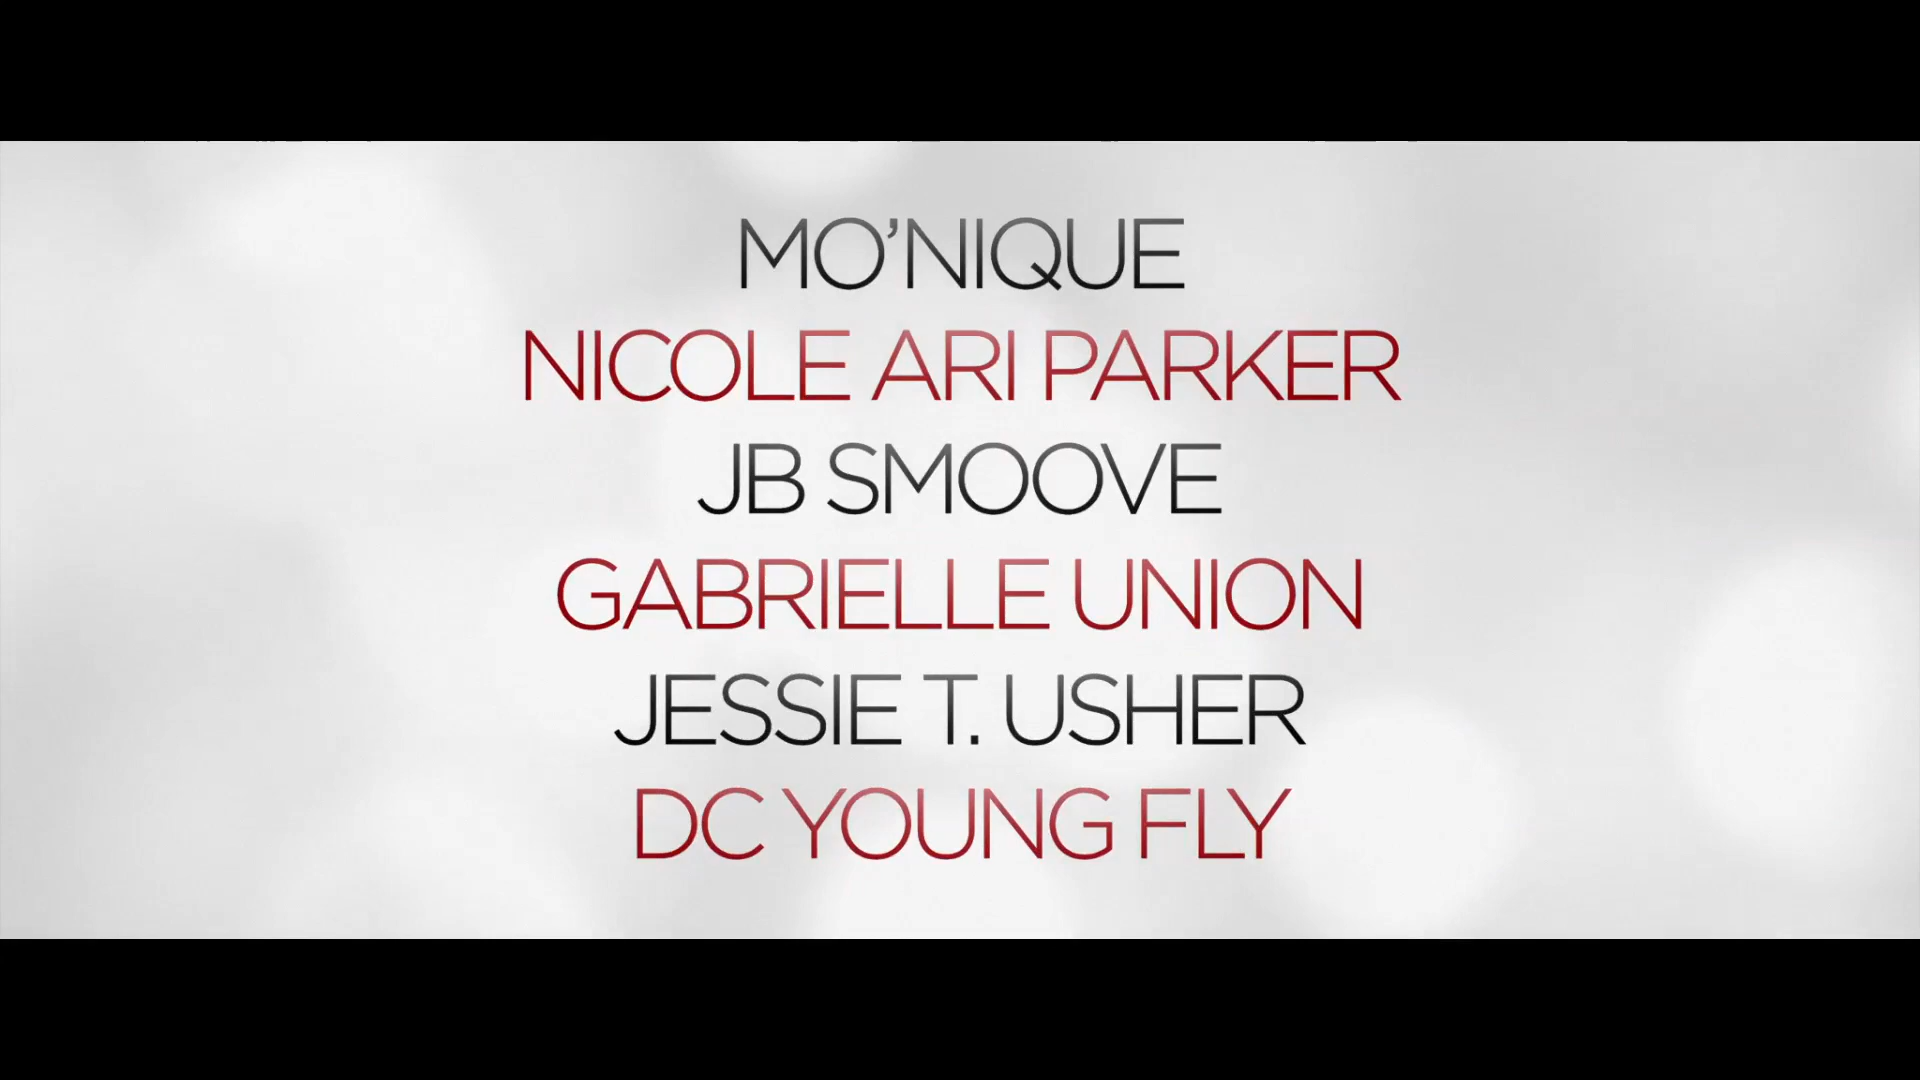 MO’NIQUE
NICOLE ARI PARKER
JB SMOOVE
GABRIELLE UNION
JESSIE T. USHER
DC YOUNG FLY